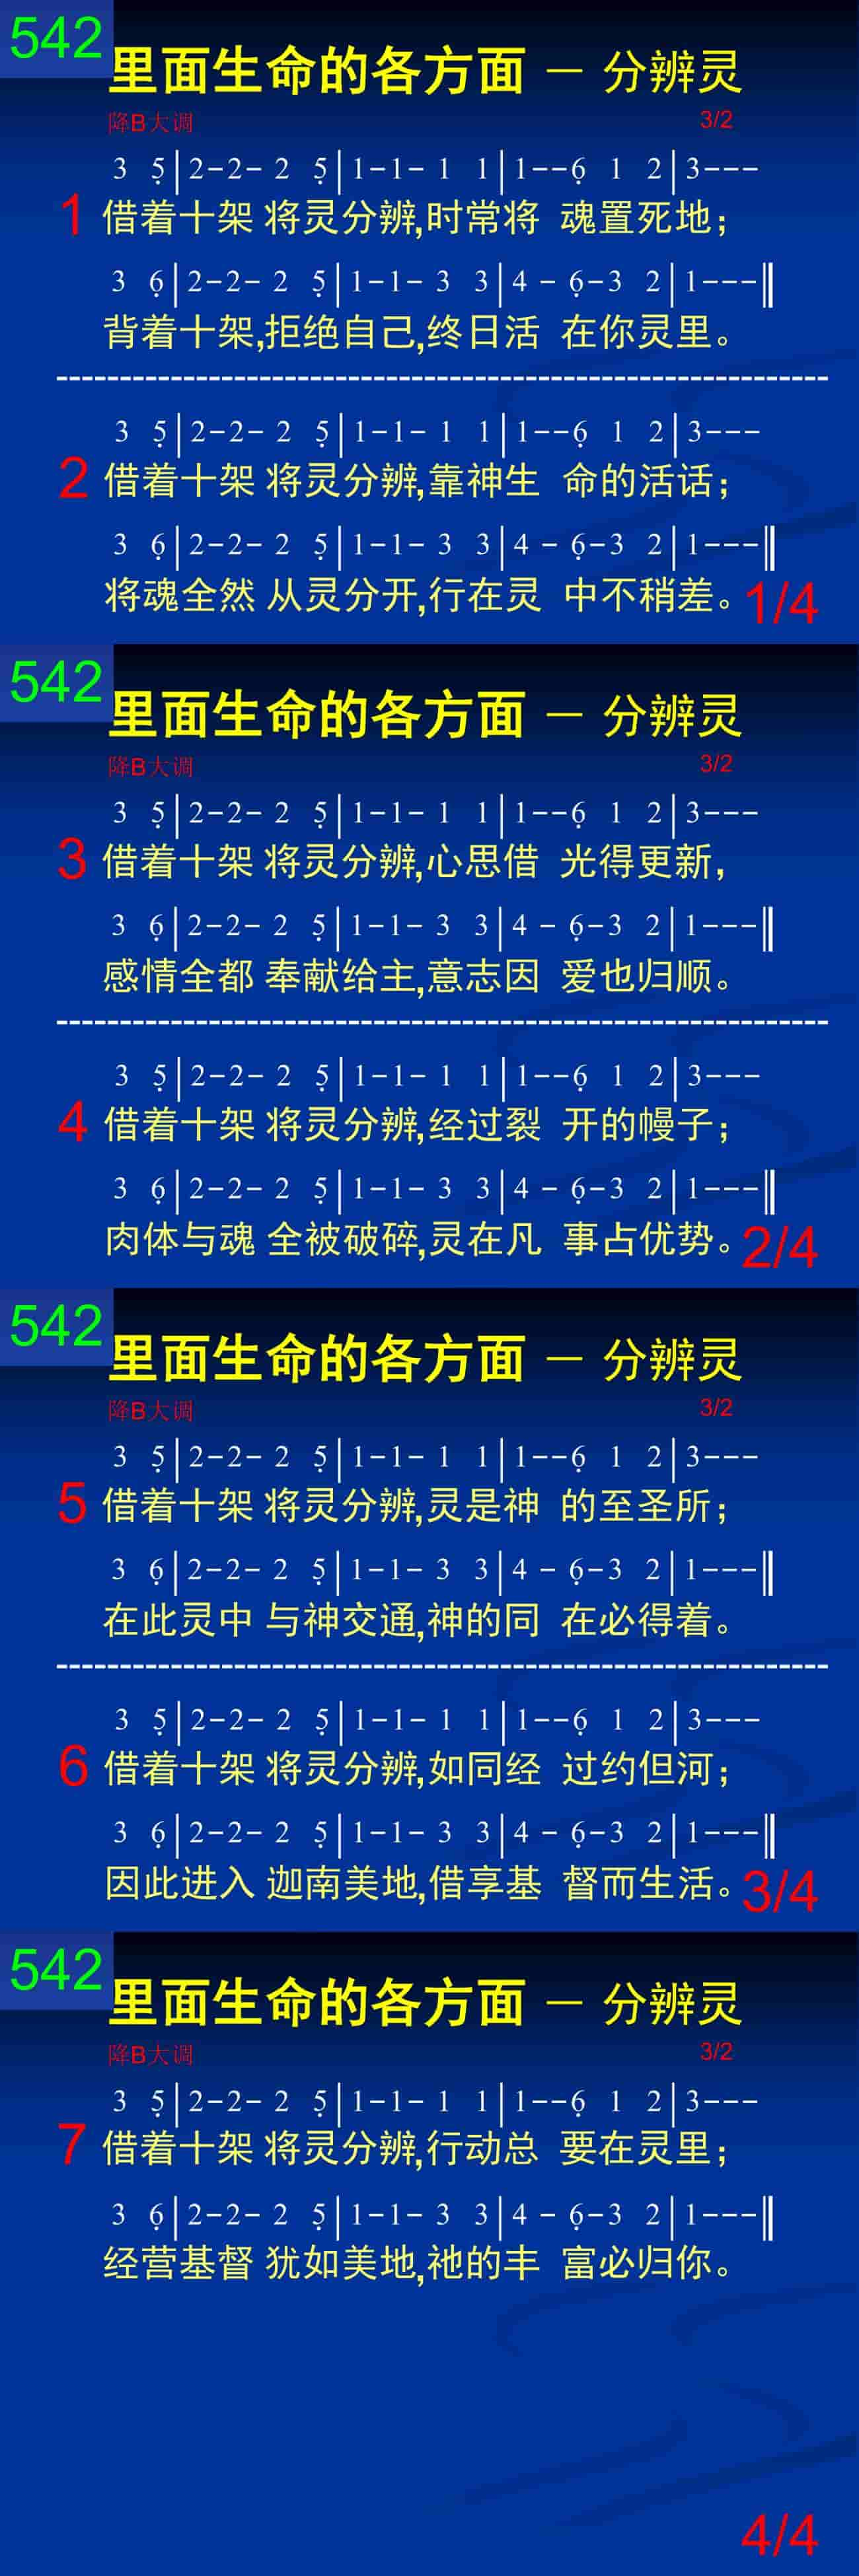 542
里面生命的各方面 — 分辨灵
降B大调 3/2
3 5̣|2-2- 2 5̣|1-1- 1 1|1--6̣ 1 2|3---
1 借着十架 将灵分辨,时常将 魂置死地；
3 6̣|2-2- 2 5̣|1-1- 3 3|4 - 6̣-3 2|1---‖
背着十架,拒绝自己,终日活 在你灵里。
3 5̣|2-2- 2 5̣|1-1- 1 1|1--6̣ 1 2|3---
2 借着十架 将灵分辨,靠神生 命的活话；
3 6̣|2-2- 2 5̣|1-1- 3 3|4 - 6̣-3 2|1---‖
将魂全然 从灵分开,行在灵 中不稍差。
1/4
542
里面生命的各方面 — 分辨灵
降B大调 3/2
3 5̣|2-2- 2 5̣|1-1- 1 1|1--6̣ 1 2|3---
3 借着十架 将灵分辨,心思借 光得更新，
3 6̣|2-2- 2 5̣|1-1- 3 3|4 - 6̣-3 2|1---‖
感情全都 奉献给主,意志因 爱也归顺。
3 5̣|2-2- 2 5̣|1-1- 1 1|1--6̣ 1 2|3---
4 借着十架 将灵分辨,经过裂 开的幔子；
3 6̣|2-2- 2 5̣|1-1- 3 3|4 - 6̣-3 2|1---‖
肉体与魂 全被破碎,灵在凡 事占优势。
2/4
542
里面生命的各方面 — 分辨灵
降B大调 3/2
3 5̣|2-2- 2 5̣|1-1- 1 1|1--6̣ 1 2|3---
5 借着十架 将灵分辨,灵是神 的至圣所；
3 6̣|2-2- 2 5̣|1-1- 3 3|4 - 6̣-3 2|1---‖
在此灵中 与神交通,神的同 在必得着。
3 5̣|2-2- 2 5̣|1-1- 1 1|1--6̣ 1 2|3---
6 借着十架 将灵分辨,如同经 过约但河；
3 6̣|2-2- 2 5̣|1-1- 3 3|4 - 6̣-3 2|1---‖
因此进入 迦南美地,借享基 督而生活。
3/4
542
里面生命的各方面 — 分辨灵
降B大调 3/2
3 5̣|2-2- 2 5̣|1-1- 1 1|1--6̣ 1 2|3---
7 借着十架 将灵分辨,行动总 要在灵里；
3 6̣|2-2- 2 5̣|1-1- 3 3|4 - 6̣-3 2|1---‖
经营基督 犹如美地,祂的丰 富必归你。
4/4